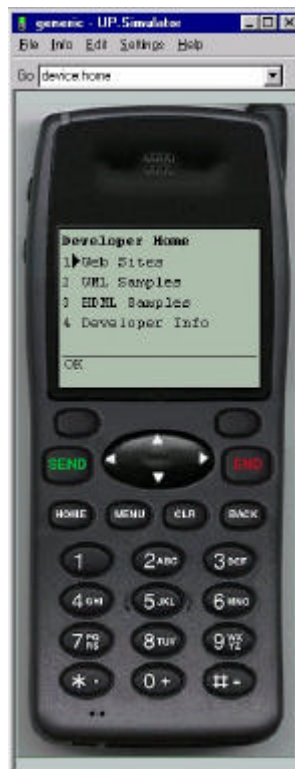 generic - UP.Simulator
File Info Edit Settings Help
Go device:home
Developer Home
1 Web Sites
2 WML Samples
3 HDML Samples
4 Developer Info
OK
SEND END
HOME MENU CLR BACK
1 2ABC 3DEF
4GHI 5JKL 6MNO
7PQRS 8TUV 9WXYZ
* 0+ #